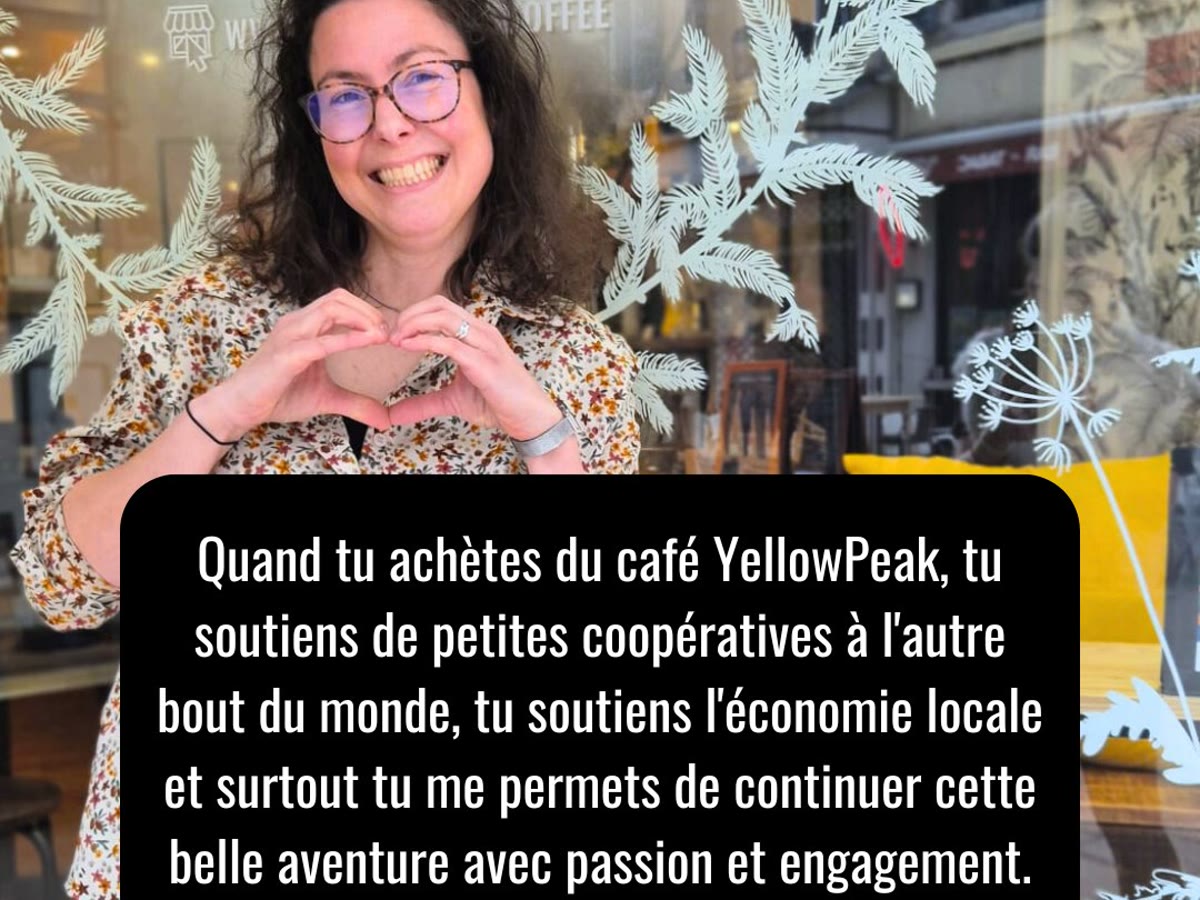 OFFEE
Quand tu achètes du café YellowPeak, tu
soutiens de petites coopératives à l'autre
bout du monde, tu soutiens l'économie locale
et surtout tu me permets de continuer cette
belle aventure avec passion et engagement.